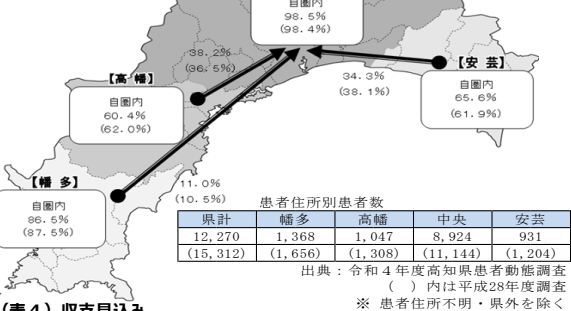 自圏内
98.5%
(98.4%)
38.2%
(36.5%)
【高幡】
自圏内
60.4%
(62.0%)
34.3%
(38.1%)
【安芸】
自圏内
65.6%
(61.9%)
【幡多】
自圏内
86.5%
(87.5%)
11.0%
(10.5%)
患者住所別患者数
県計 幡多 高幡 中央 安芸
12,270 1,368 1,047 8,924 931
(15,312) (1,656) (1,308) (11,144) (1,204)
出典：令和４年度高知県患者動態調査
（　）内は平成28年度調査
※ 患者住所不明・県外を除く
(表４) 収支見込み